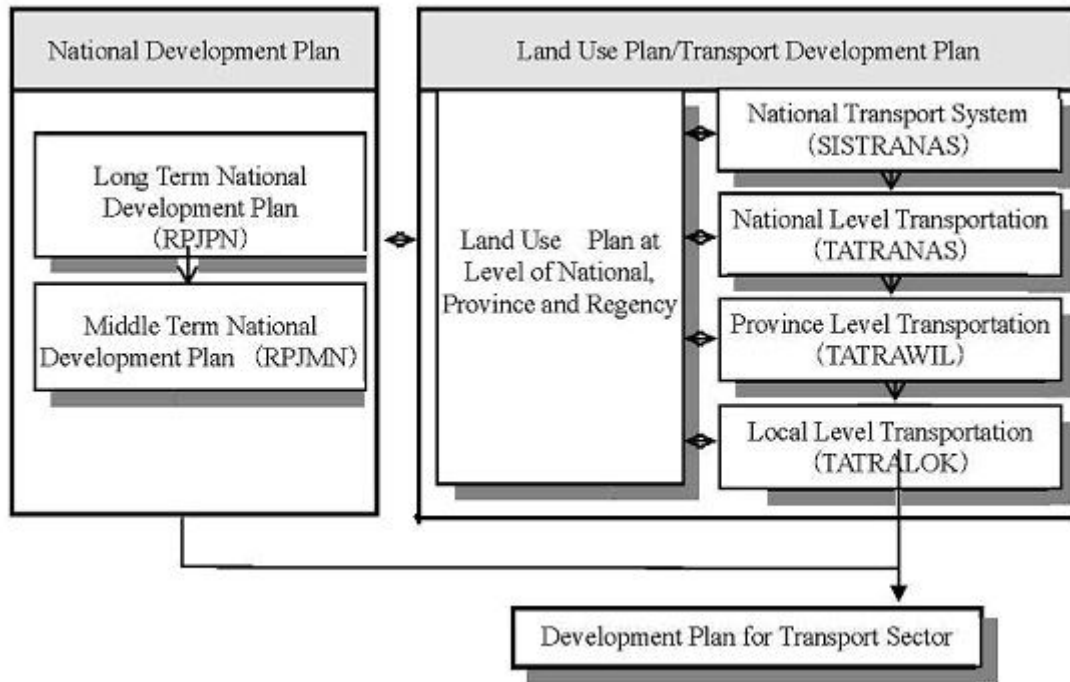 National Development Plan
Long Term National
Development Plan
(RPJPN)
Middle Term National
Development Plan (RPJMN)
Land Use Plan/Transport Development Plan
Land Use Plan at
Level of National,
Province and Regency
National Transport System
(SISTRANAS)
National Level Transportation
(TATRANAS)
Province Level Transportation
(TATRAWIL)
Local Level Transportation
(TATRALOK)
Development Plan for Transport Sector